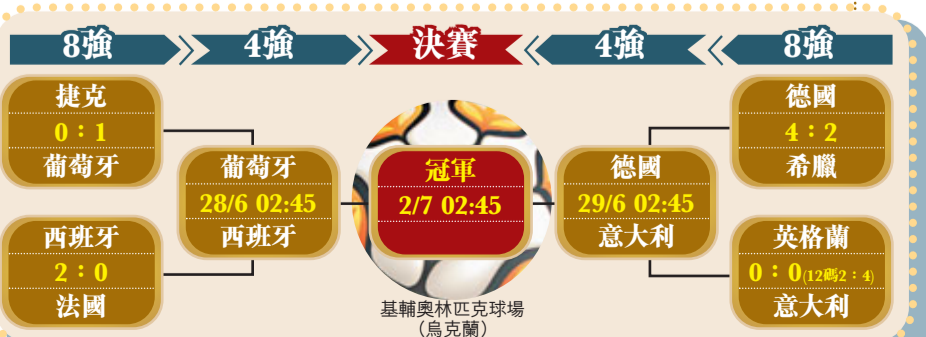 8強
4強
決賽
4強
8強
捷克
0：1
葡萄牙
西班牙
2：0
法國
葡萄牙
28/6 02:45
西班牙
冠軍
2/7 02:45
基輔奧林匹克球場
（烏克蘭）
德國
29/6 02:45
意大利
德國
4：2
希臘
英格蘭
0：0(12碼2：4)
意大利